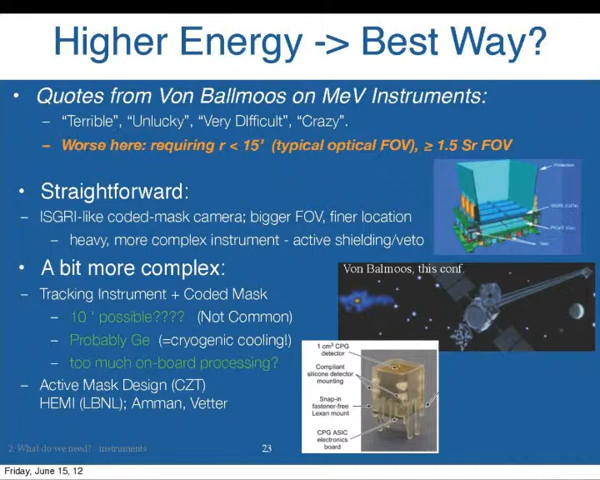 Higher Energy -> Best Way?
• Quotes from Von Ballmoos on MeV Instruments:
– "Terrible", "Unlucky", "Very DIfficult", "Crazy".
– Worse here: requiring r < 15' (typical optical FOV), ≥ 1.5 Sr FOV
• Straightforward:
– ISGRI-like coded-mask camera; bigger FOV, finer location
– heavy, more complex instrument - active shielding/veto
• A bit more complex:
– Tracking Instrument + Coded Mask
– 10 ' possible???? (Not Common)
– Probably Ge (=cryogenic cooling!)
– too much on-board processing?
– Active Mask Design (CZT)
HEMI (LBNL); Amman, Vetter
ISGRI (CZT)
Von Balmoos, this conf.
1 cm³ CPG
detector
Compliant
silicone detector
mounting
Snap-in
fastener-free
Lexan mount
CPG ASIC
electronics
board
2. What do we need? - instruments
23
Friday, June 15, 12